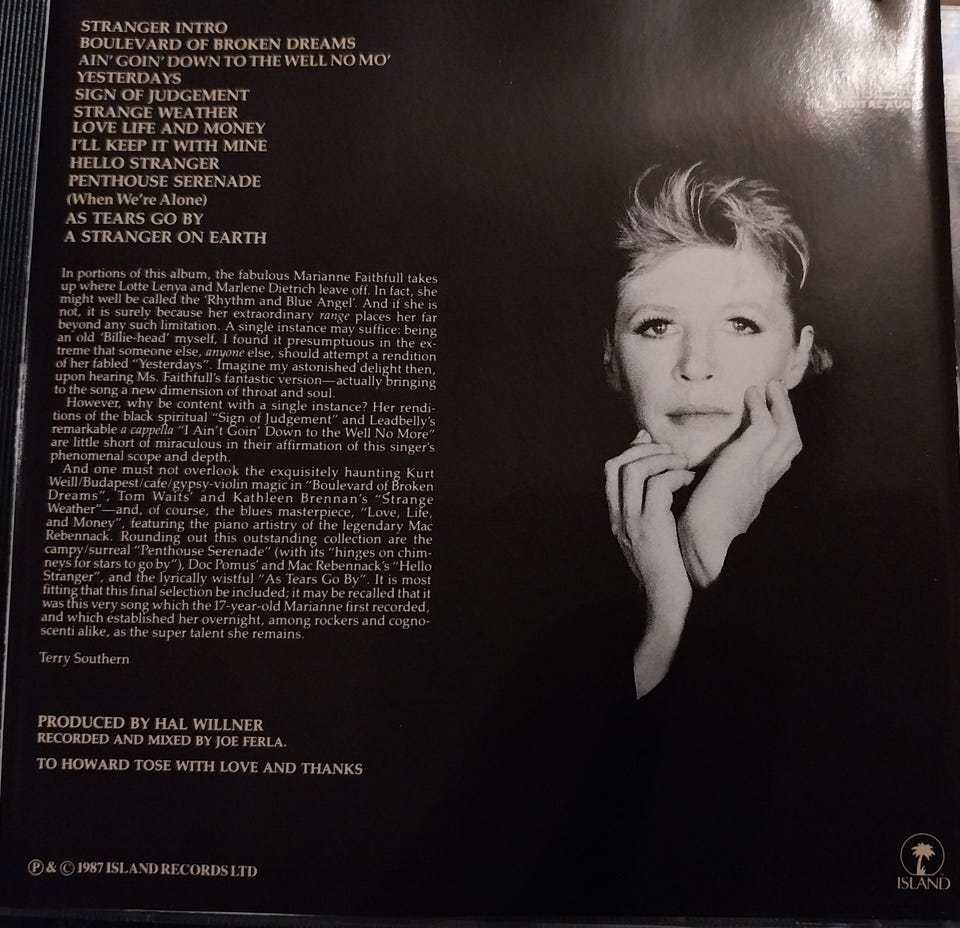 STRANGER INTRO
BOULEVARD OF BROKEN DREAMS
AIN' GOIN' DOWN TO THE WELL NO MO'
YESTERDAYS
SIGN OF JUDGEMENT
STRANGE WEATHER
LOVE LIFE AND MONEY
I'LL KEEP IT WITH MINE
HELLO STRANGER
PENTHOUSE SERENADE
(When We're Alone)
AS TEARS GO BY
A STRANGER ON EARTH
In portions of this album, the fabulous Marianne Faithfull takes
up where Lotte Lenya and Marlene Dietrich leave off. In fact, she
might well be called the 'Rhythm and Blue Angel'. And if she is
not, it is surely because her extraordinary range places her far
beyond any such limitation. A single instance may suffice: being
an old 'Billie-head' myself, I found it presumptuous in the ex-
treme that someone else, anyone else, should attempt a rendition
of her fabled "Yesterdays". Imagine my astonished delight then,
upon hearing Ms. Faithfull's fantastic version—actually bringing
to the song a new dimension of throat and soul.
However, why be content with a single instance? Her rendi-
tions of the black spiritual "Sign of Judgement" and Leadbelly's
remarkable a cappella "I Ain't Goin' Down to the Well No More"
are little short of miraculous in their affirmation of this singer's
phenomenal scope and depth.
And one must not overlook the exquisitely haunting Kurt
Weill/Budapest/cafe/gypsy-violin magic in "Boulevard of Broken
Dreams", Tom Waits' and Kathleen Brennan's "Strange
Weather"—and, of course, the blues masterpiece, "Love, Life,
and Money", featuring the piano artistry of the legendary Mac
Rebennack. Rounding out this outstanding collection are the
campy/surreal "Penthouse Serenade" (with its "hinges on chim-
neys for stars to go by"), Doc Pomus' and Mac Rebennack's "Hello
Stranger", and the lyrically wistful "As Tears Go By". It is most
fitting that this final selection be included; it may be recalled that it
was this very song which the 17-year-old Marianne first recorded,
and which established her overnight, among rockers and cogno-
scenti alike, as the super talent she remains.
Terry Southern
PRODUCED BY HAL WILLNER
RECORDED AND MIXED BY JOE FERLA.
TO HOWARD TOSE WITH LOVE AND THANKS
Ⓟ & © 1987 ISLAND RECORDS LTD
ISLAND